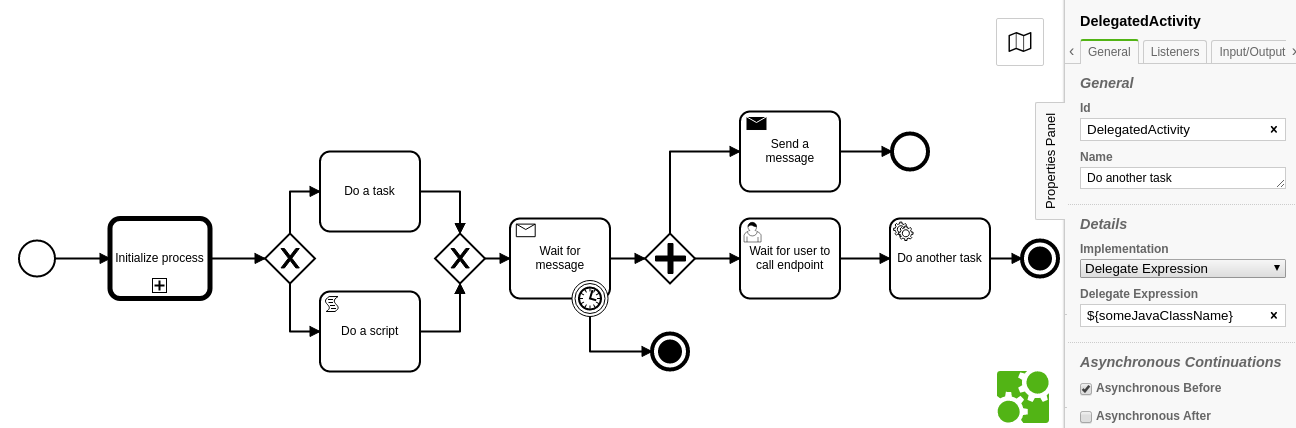 Initialize process
Do a task
Do a script
Wait for
message
Send a
message
Wait for user to
call endpoint
Do another task
Properties Panel
DelegatedActivity
General
Listeners
Input/Output
General
Id
DelegatedActivity
Name
Do another task
Details
Implementation
Delegate Expression
Delegate Expression
${someJavaClassName}
Asynchronous Continuations
Asynchronous Before
Asynchronous After